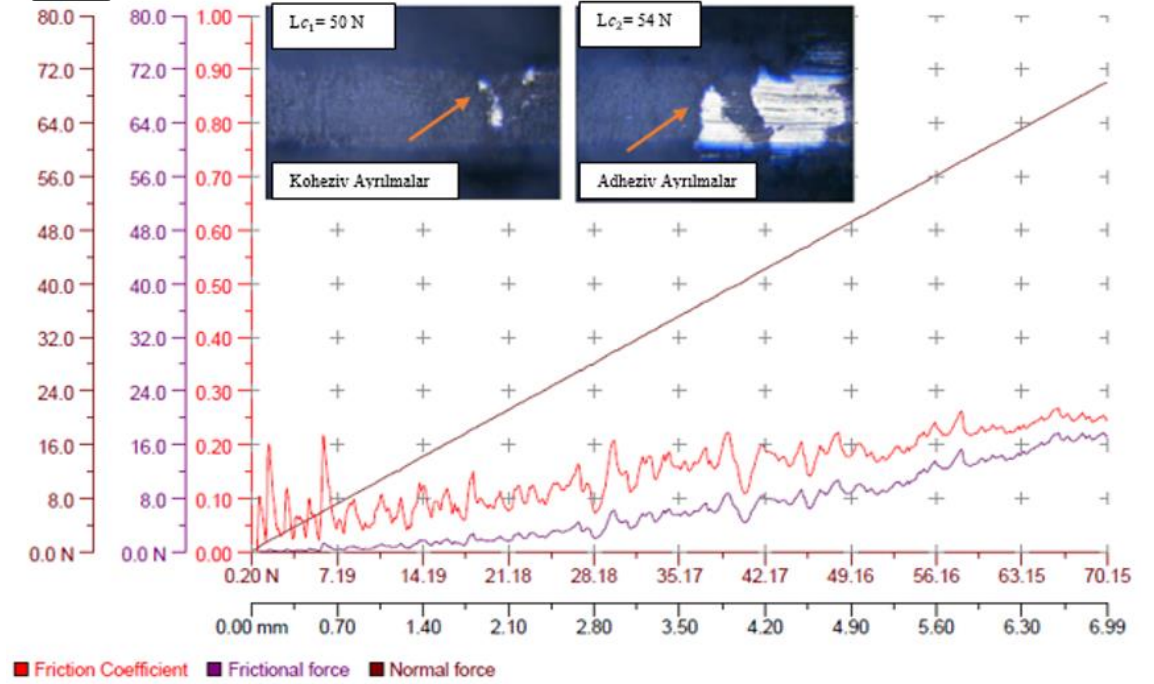 80.0 80.0 1.00
72.0 72.0 0.90
64.0 64.0 0.80
56.0 56.0 0.70
48.0 48.0 0.60
40.0 40.0 0.50
32.0 32.0 0.40
24.0 24.0 0.30
16.0 16.0 0.20
8.0 8.0 0.10
0.0 N 0.0 N 0.00
Lc₁= 50 N
Koheziv Ayrılmalar
Lc₂= 54 N
Adheziv Ayrılmalar
0.20 N 7.19 14.19 21.18 28.18 35.17 42.17 49.16 56.16 63.15 70.15
0.00 mm 0.70 1.40 2.10 2.80 3.50 4.20 4.90 5.60 6.30 6.99
Friction Coefficient Frictional force Normal force